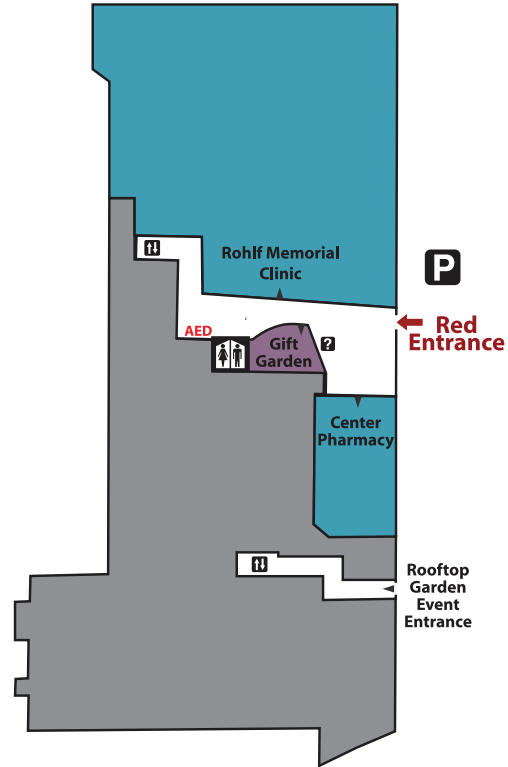 Rohlf Memorial
Clinic
P
AED
Gift
Garden
?
Red
Entrance
Center
Pharmacy
Rooftop
Garden
Event
Entrance